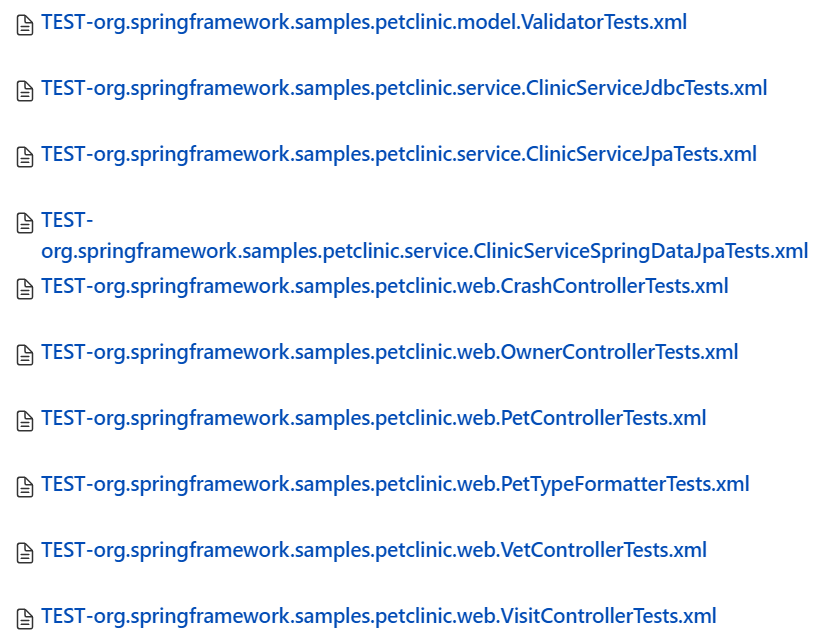 TEST-org.springframework.samples.petclinic.model.ValidatorTests.xml
TEST-org.springframework.samples.petclinic.service.ClinicServiceJdbcTests.xml
TEST-org.springframework.samples.petclinic.service.ClinicServiceJpaTests.xml
TEST-
org.springframework.samples.petclinic.service.ClinicServiceSpringDataJpaTests.xml
TEST-org.springframework.samples.petclinic.web.CrashControllerTests.xml
TEST-org.springframework.samples.petclinic.web.OwnerControllerTests.xml
TEST-org.springframework.samples.petclinic.web.PetControllerTests.xml
TEST-org.springframework.samples.petclinic.web.PetTypeFormatterTests.xml
TEST-org.springframework.samples.petclinic.web.VetControllerTests.xml
TEST-org.springframework.samples.petclinic.web.VisitControllerTests.xml